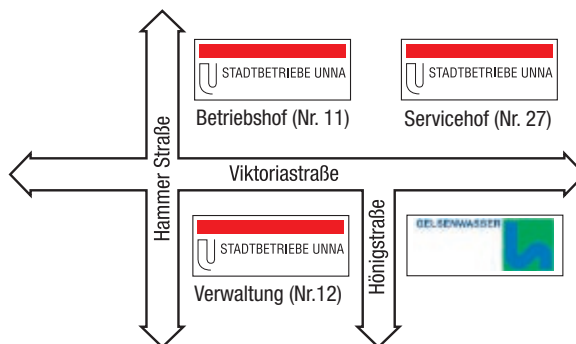 STADTBETRIEBE UNNA
Betriebshof (Nr. 11)
STADTBETRIEBE UNNA
Servicehof (Nr. 27)
Hammer Straße
Viktoriastraße
STADTBETRIEBE UNNA
Verwaltung (Nr.12)
Hönigstraße
GELSENWASSER